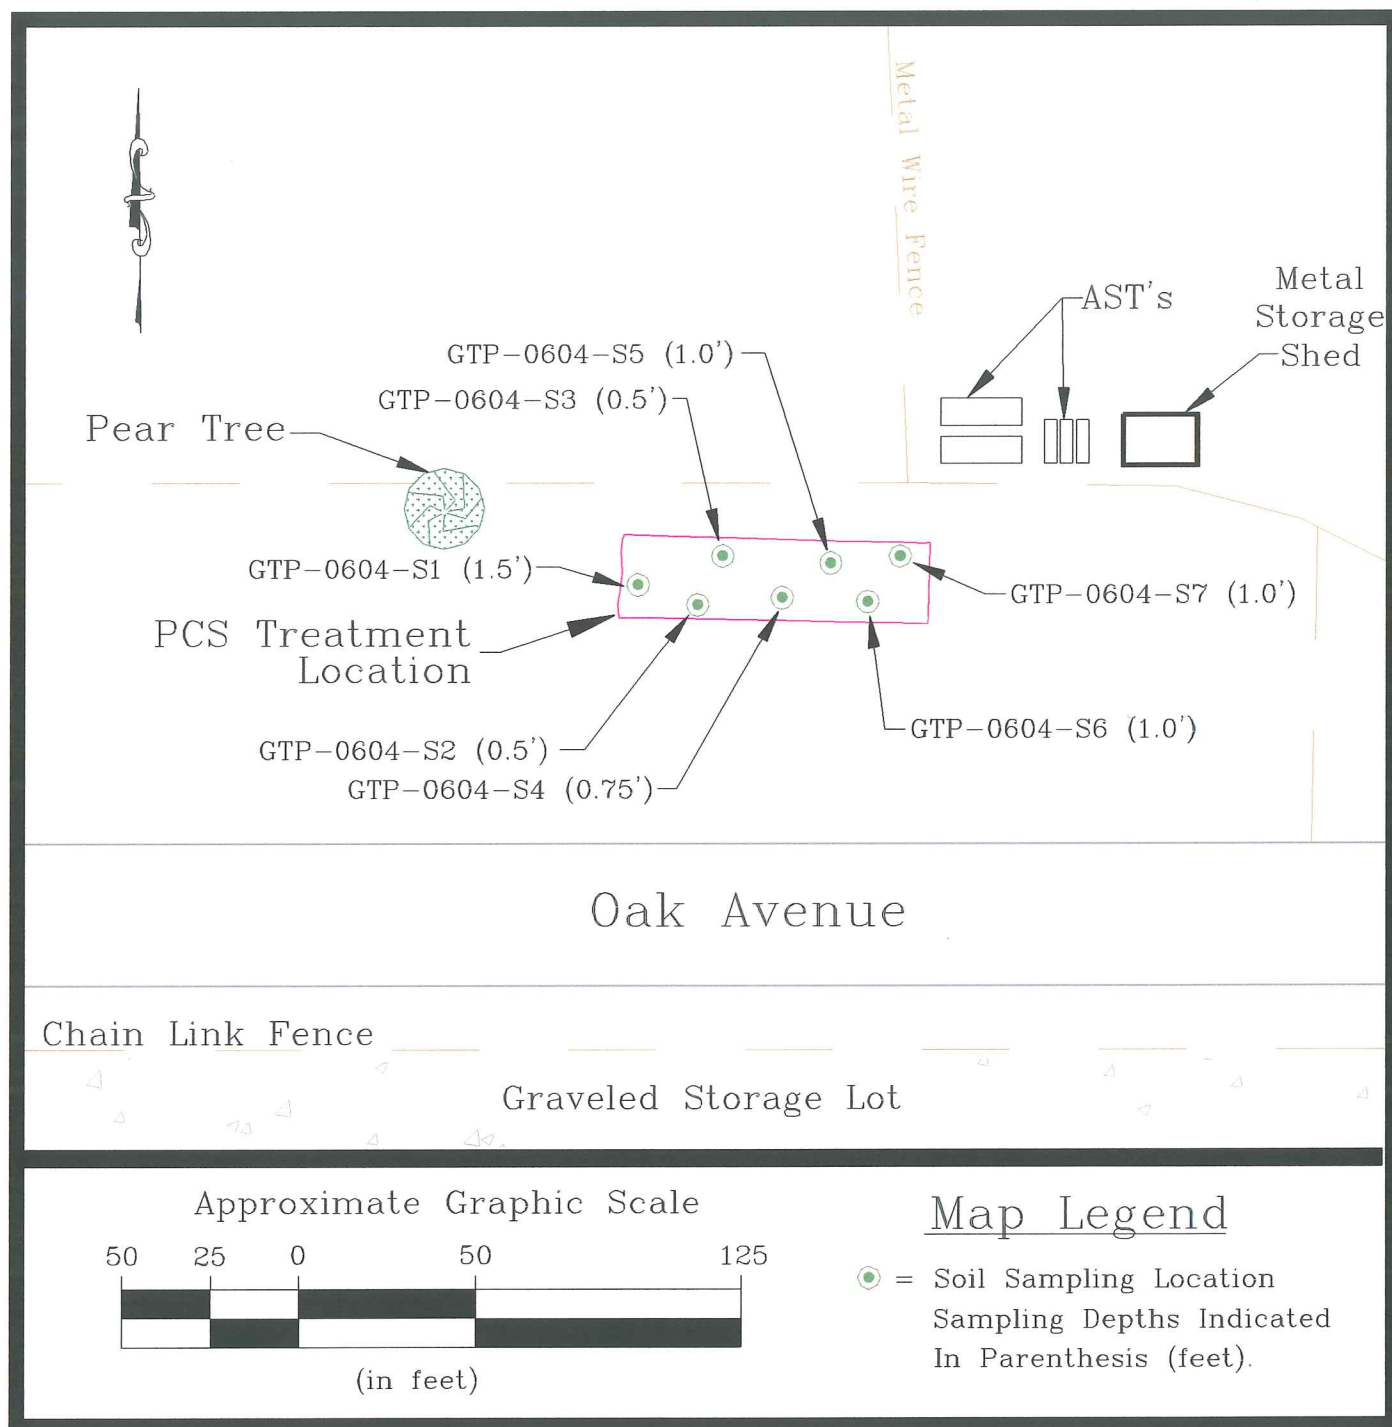 Metal Wire Fence
AST's
Metal
Storage
Shed
GTP-0604-S5 (1.0')
GTP-0604-S3 (0.5')
Pear Tree
GTP-0604-S1 (1.5')
GTP-0604-S7 (1.0')
PCS Treatment
Location
GTP-0604-S6 (1.0')
GTP-0604-S2 (0.5')
GTP-0604-S4 (0.75')
Oak Avenue
Chain Link Fence
Graveled Storage Lot
Approximate Graphic Scale
50 25 0 50 125
(in feet)
Map Legend
= Soil Sampling Location
Sampling Depths Indicated
In Parenthesis (feet).